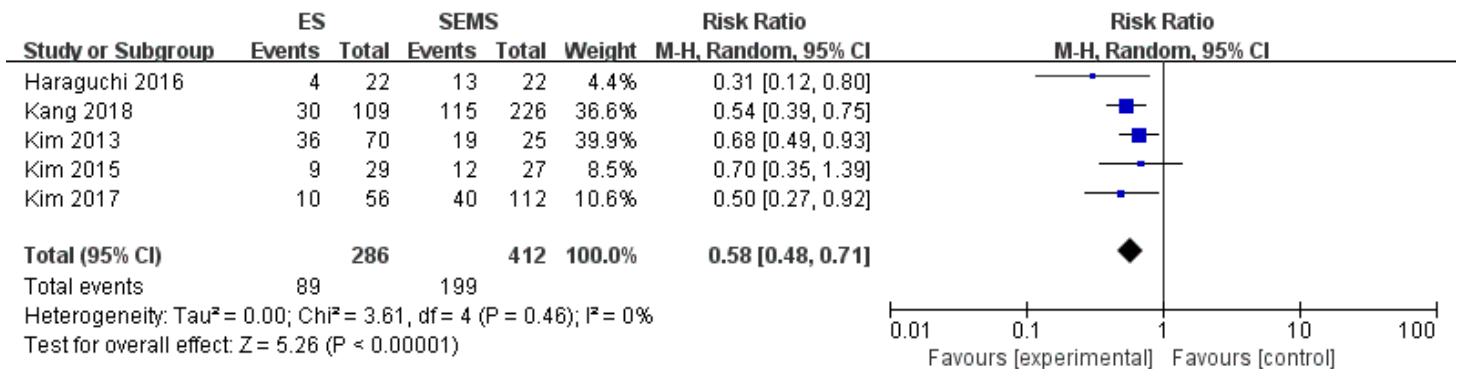 ES SEMS Risk Ratio Risk Ratio
Study or Subgroup Events Total Events Total Weight M-H, Random, 95% CI M-H, Random, 95% CI
Haraguchi 2016 4 22 13 22 4.4% 0.31 [0.12, 0.80]
Kang 2018 30 109 115 226 36.6% 0.54 [0.39, 0.75]
Kim 2013 36 70 19 25 39.9% 0.68 [0.49, 0.93]
Kim 2015 9 29 12 27 8.5% 0.70 [0.35, 1.39]
Kim 2017 10 56 40 112 10.6% 0.50 [0.27, 0.92]
Total (95% CI) 286 412 100.0% 0.58 [0.48, 0.71]
Total events 89 199
Heterogeneity: Tau² = 0.00; Chi² = 3.61, df = 4 (P = 0.46); I² = 0%
Test for overall effect: Z = 5.26 (P < 0.00001)
0.01 0.1 1 10 100
Favours [experimental] Favours [control]